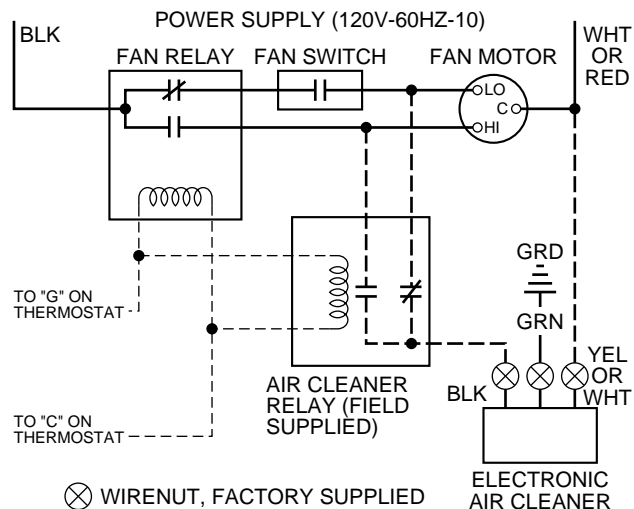 POWER SUPPLY (120V-60HZ-10)
BLK
WHT
OR
RED
FAN RELAY
FAN SWITCH
FAN MOTOR
LO
C
HI
TO "G" ON
THERMOSTAT
GRD
GRN
AIR CLEANER
RELAY (FIELD
SUPPLIED)
BLK
YEL
OR
WHT
TO "C" ON
THERMOSTAT
WIRENUT, FACTORY SUPPLIED
ELECTRONIC
AIR CLEANER